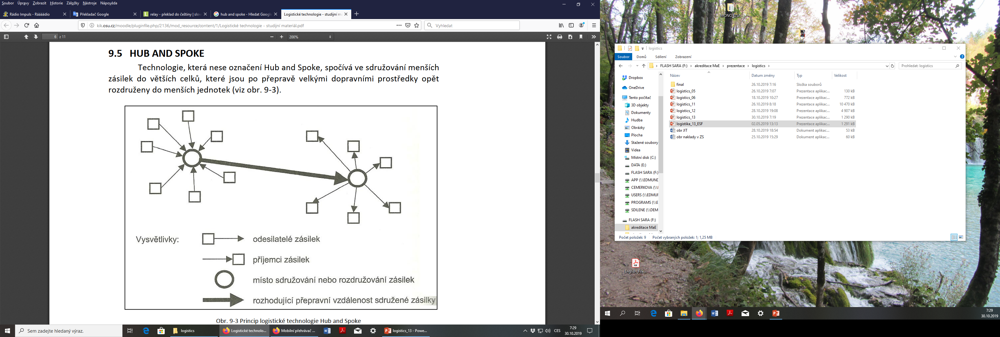 Soubor Úpravy Zobrazit Historie Záložky Nástroje Nápověda
Rádio Impuls - Ráááádio
Překladač Google
relay - překlad do češtiny | slov
hub and spoke - Hledat Google
Logistické technologie - studijní ma
kik.osu.cz/moodle/pluginfile.php/2136/mod_resource/content/1/Logistické technologie - studijní materiál.pdf
Vyhledat
6 z 11
200%
9.5 HUB AND SPOKE
Technologie, která nese označení Hub and Spoke, spočívá ve sdružování menších
zásilek do větších celků, které jsou po přepravě velkými dopravními prostředky opět
rozdruženy do menších jednotek (viz obr. 9-3).
Vysvětlivky:
odesilatelé zásilek
příjemci zásilek
místo sdružování nebo rozdružování zásilek
rozhodující přepravní vzdálenost sdružené zásilky
Obr. 9-3 Princip logistické technologie Hub and Spoke
Sem zadejte hledaný výraz.
logistics
Logistické technolo...
Mobilní přehrávač ...
logistics_13 - Powe...
CES
7:29
30.10.2019
MONO_USA
alfa
logistics
Soubor Domů Sdílení Zobrazení
FLASH SARA (F:) › akreditace MaE › prezentace › logistics ›
Prohledat: logistics
Název Datum změny Typ Velikost
final 26.10.2019 7:16 Složka souborů
logistics_05 26.10.2019 7:07 Prezentace aplikac... 130 kB
logistics_06 18.10.2019 10:27 Prezentace aplikac... 772 kB
logistics_11 26.10.2019 8:18 Prezentace aplikac... 10 470 kB
logistics_12 28.10.2019 19:08 Prezentace aplikac... 4 907 kB
logistics_13 30.10.2019 7:19 Prezentace aplikac... 1 290 kB
logistika_13_ESF 02.05.2019 13:13 Prezentace aplikac... 1 291 kB
obr JIT 28.10.2019 18:54 Dokument aplikac... 53 kB
obr naklady v ZS 25.10.2019 15:29 Dokument aplikac... 60 kB
Dropbox
OneDrive
Tento počítač
3D objekty
Dokumenty
Hudba
Obrázky
Plocha
Stažené soubory
Videa
Místní disk (C:)
DATA (E:)
FLASH SARA (F:)
APP (\\EDMUND
CEMERKOVA (\\
USERS (\\EDMU
PROGRAMS (\\E
SDILENE (\\DEM
FLASH SARA (F:)
akreditace MaE
Počet položek: 9 Počet vybraných položek: 1; 1,25 MB
English_File...
7:29
30.10.2019